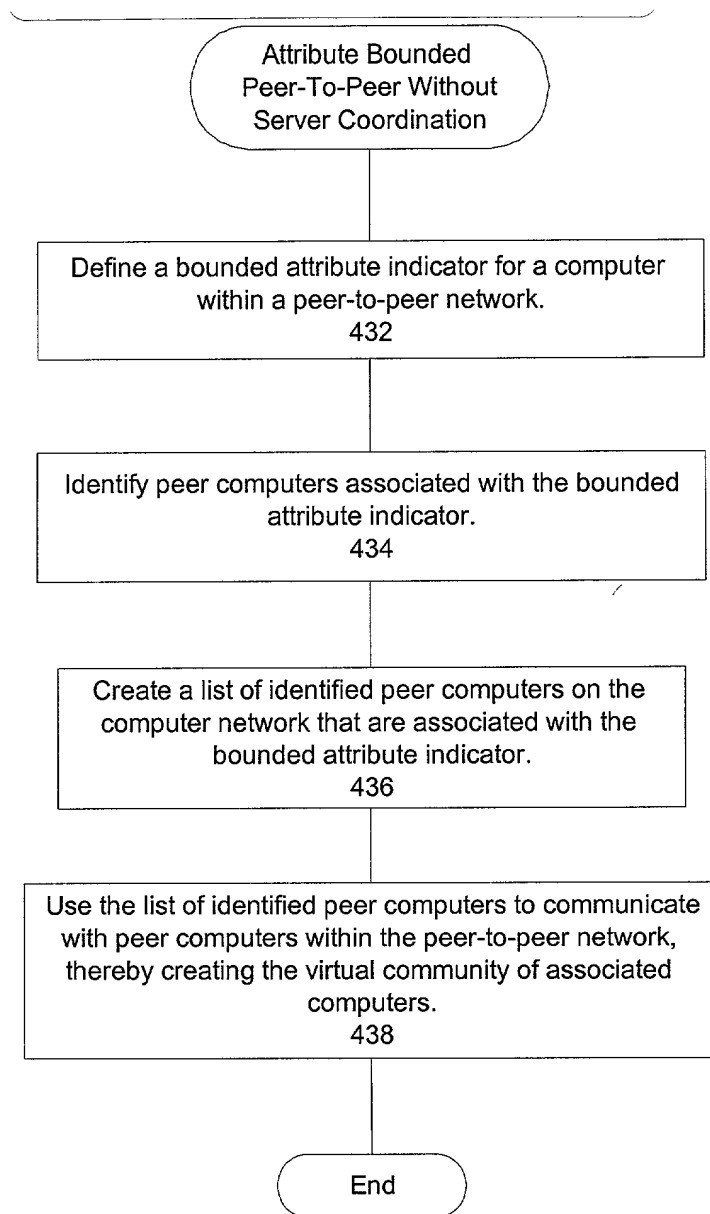 Attribute Bounded
Peer-To-Peer Without
Server Coordination
Define a bounded attribute indicator for a computer
within a peer-to-peer network.
432
Identify peer computers associated with the bounded
attribute indicator.
434
Create a list of identified peer computers on the
computer network that are associated with the
bounded attribute indicator.
436
Use the list of identified peer computers to communicate
with peer computers within the peer-to-peer network,
thereby creating the virtual community of associated
computers.
438
End